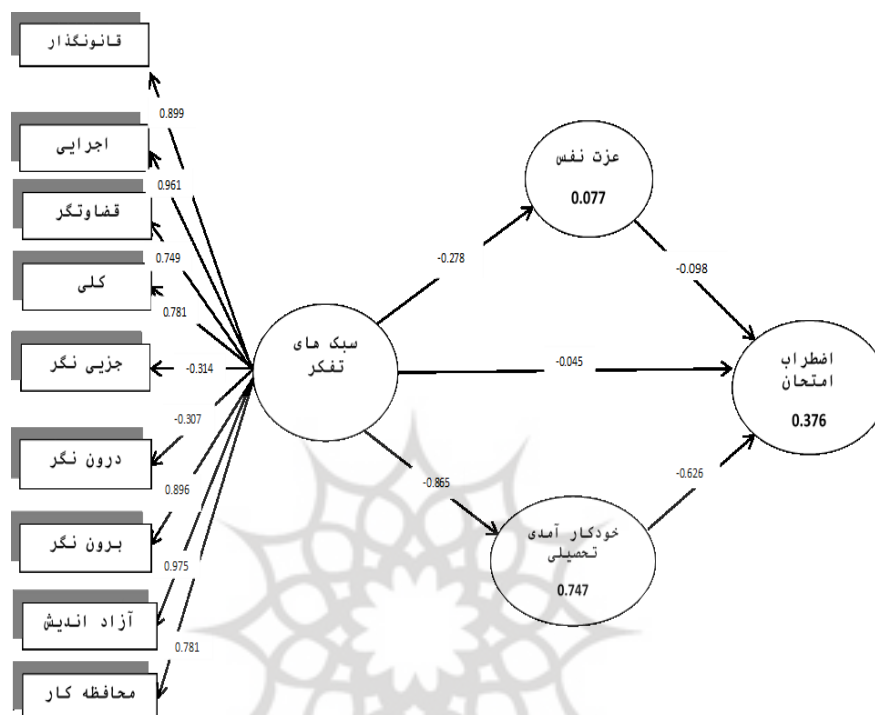 قانونگذار
0.899
اجرایی
0.961
قضاوتگر
0.749
کلی
0.781
جزیی نگر
-0.314
درون نگر
-0.307
برون نگر
0.896
آزاد اندیش
0.975
محافظه کار
0.781
سبک های
تفکر
-0.278
-0.045
-0.865
عزت نفس
0.077
-0.098
خودکار آمدی
تحصیلی
0.747
-0.626
اضطراب
امتحان
0.376